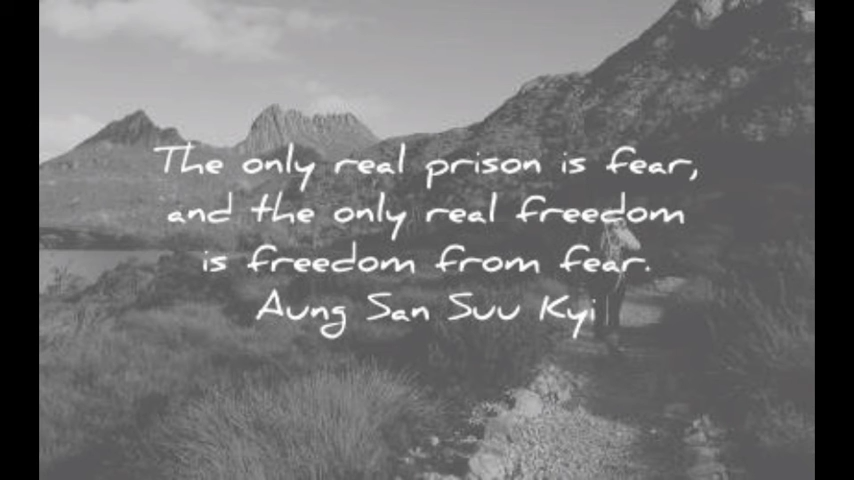 The only real prison is fear,
and the only real freedom
is freedom from fear.
Aung San Suu Kyi